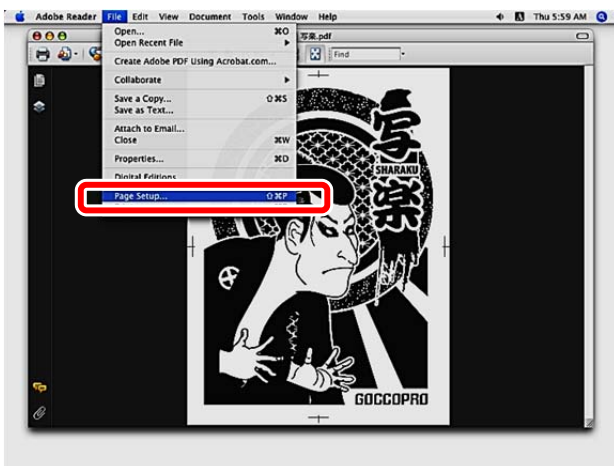 Adobe Reader File Edit View Document Tools Window Help Thu 5:59 AM
写楽.pdf
Open... ⌘O
Open Recent File
Find
Create Adobe PDF Using Acrobat.com...
Collaborate
Save a Copy... ⇧⌘S
Save as Text...
Attach to Email...
Close ⌘W
Properties... ⌘D
Digital Editions
Page Setup... ⇧⌘P
写
SHARAKU
楽
GOCCOPRO